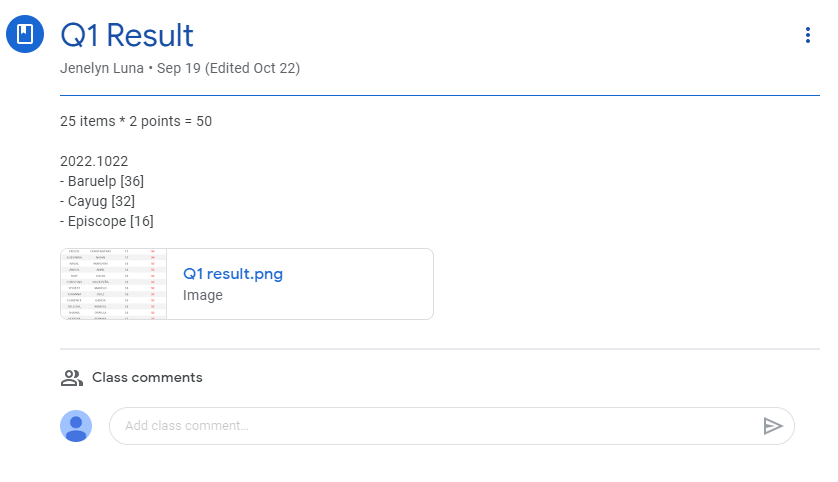 Q1 Result
Jenelyn Luna • Sep 19 (Edited Oct 22)
25 items * 2 points = 50
2022.1022
- Baruelp [36]
- Cayug [32]
- Episcope [16]
Q1 result.png
Image
Class comments
Add class comment...